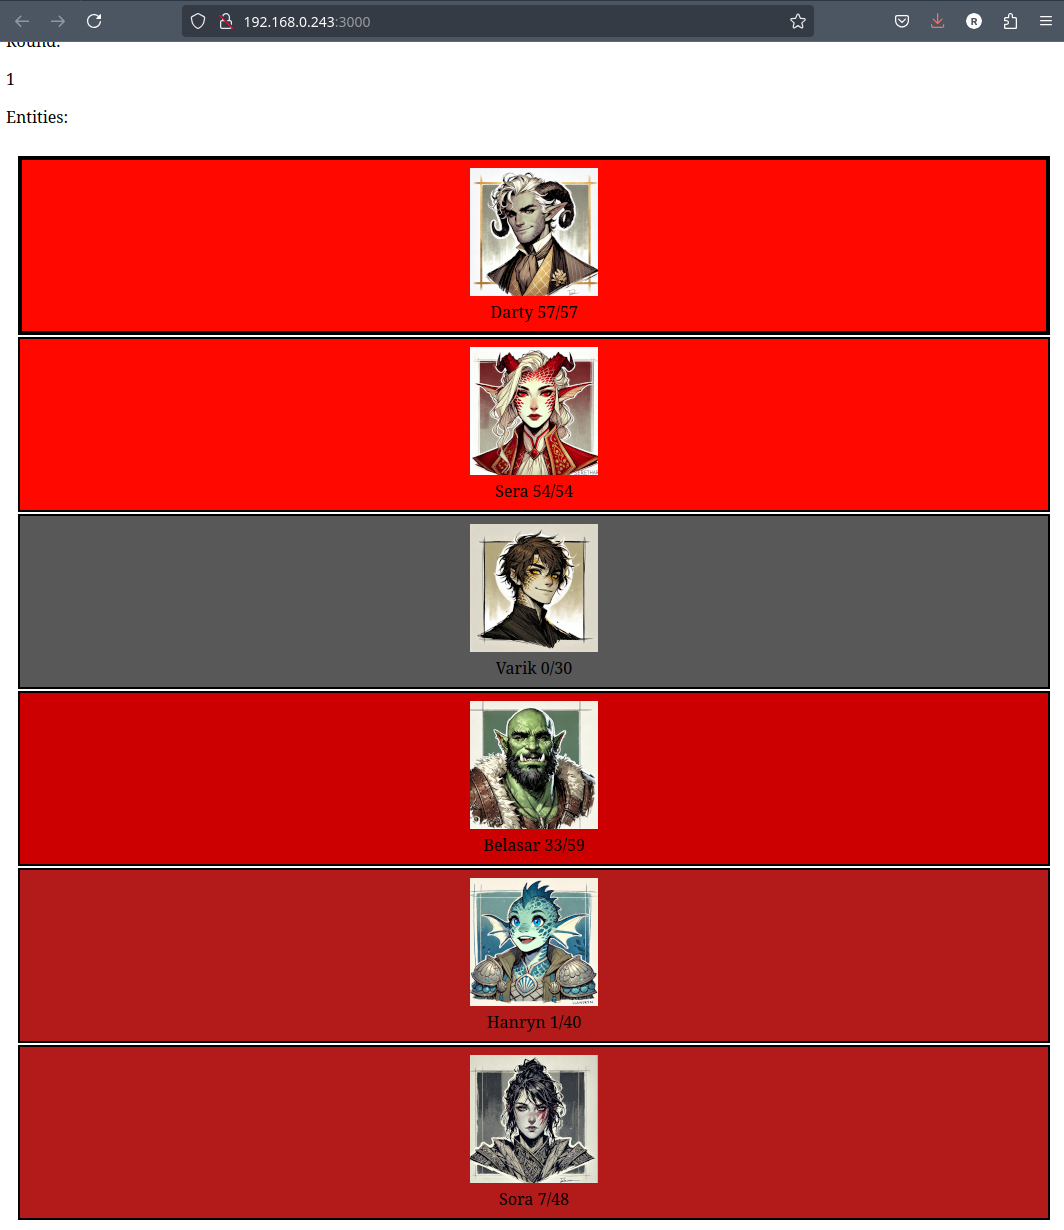 192.168.0.243:3000
R
Round:
1
Entities:
Darty 57/57
Sera 54/54
Varik 0/30
Belasar 33/59
Hanryn 1/40
Sora 7/48